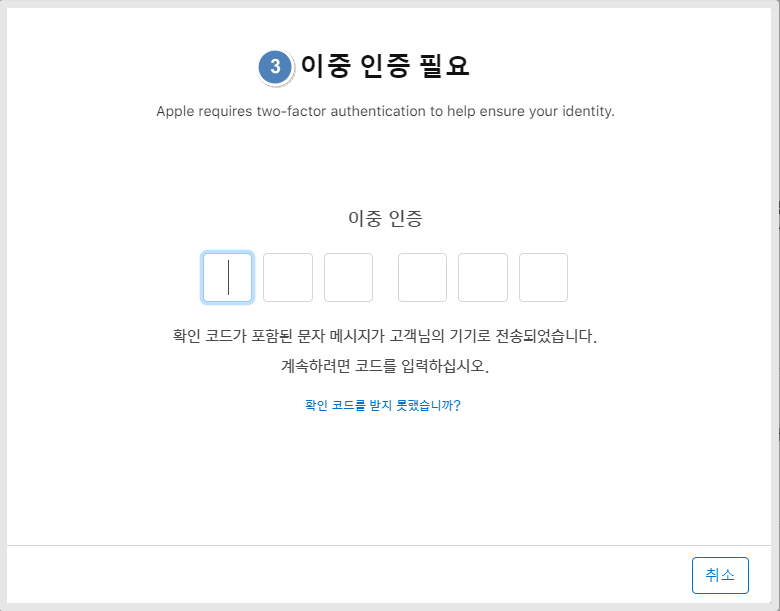 3 이중 인증 필요
Apple requires two-factor authentication to help ensure your identity.
이중 인증
확인 코드가 포함된 문자 메시지가 고객님의 기기로 전송되었습니다.
계속하려면 코드를 입력하십시오.
확인 코드를 받지 못했습니까?
취소